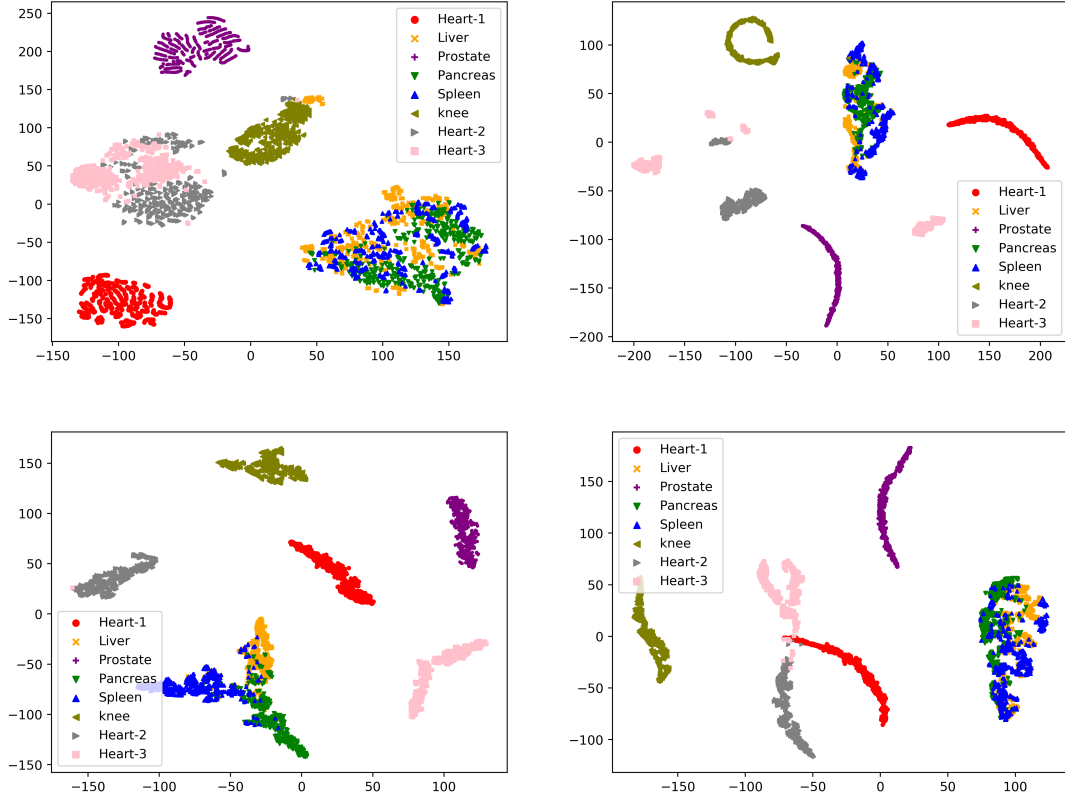 250
200
150
100
50
0
−50
−100
−150
−150
−100
−50
0
50
100
150
Heart-1
Liver
Prostate
Pancreas
Spleen
knee
Heart-2
Heart-3
100
50
0
−50
−100
−150
−200
−200
−150
−100
−50
0
50
100
150
200
Heart-1
Liver
Prostate
Pancreas
Spleen
knee
Heart-2
Heart-3
150
100
50
0
−50
−100
−150
−150
−100
−50
0
50
100
Heart-1
Liver
Prostate
Pancreas
Spleen
knee
Heart-2
Heart-3
150
100
50
0
−50
−100
−150
−100
−50
0
50
100
Heart-1
Liver
Prostate
Pancreas
Spleen
knee
Heart-2
Heart-3